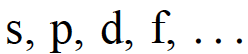 s, p, d, f, . . .